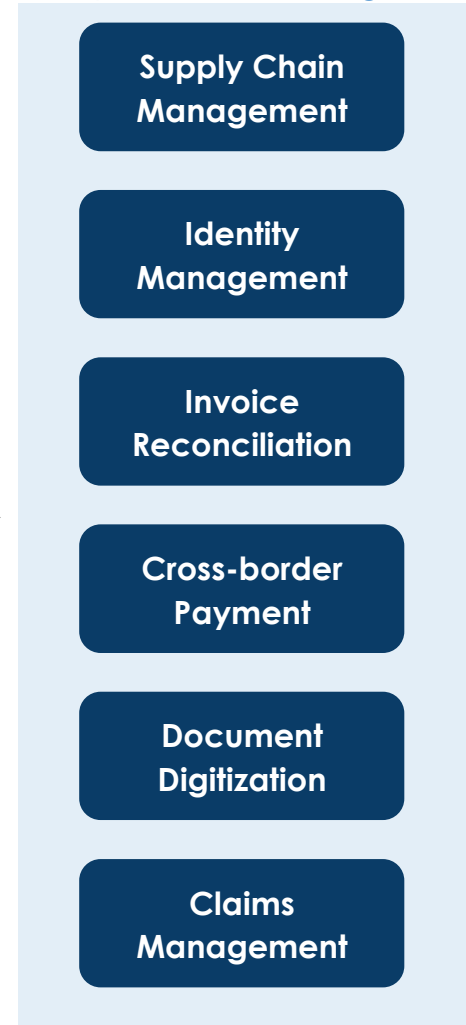 Supply Chain
Management
Identity
Management
Invoice
Reconciliation
Cross-border
Payment
Document
Digitization
Claims
Management